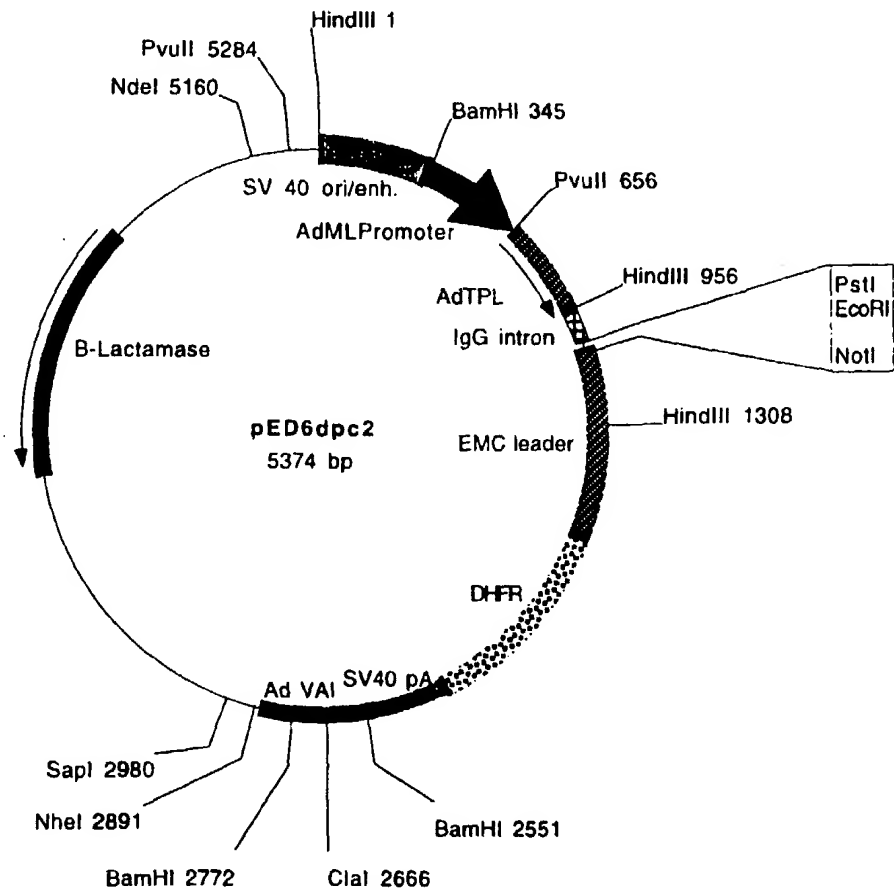 HindIII 1
PvuII 5284
NdeI 5160
BamHI 345
SV 40 ori/enh.
PvuII 656
AdMLPromoter
HindIII 956
AdTPL
PstI
EcoRI
NotI
IgG intron
B-Lactamase
HindIII 1308
pED6dpc2
5374 bp
EMC leader
DHFR
SV40 pA
Ad VAI
SapI 2980
NheI 2891
BamHI 2551
BamHI 2772
ClaI 2666